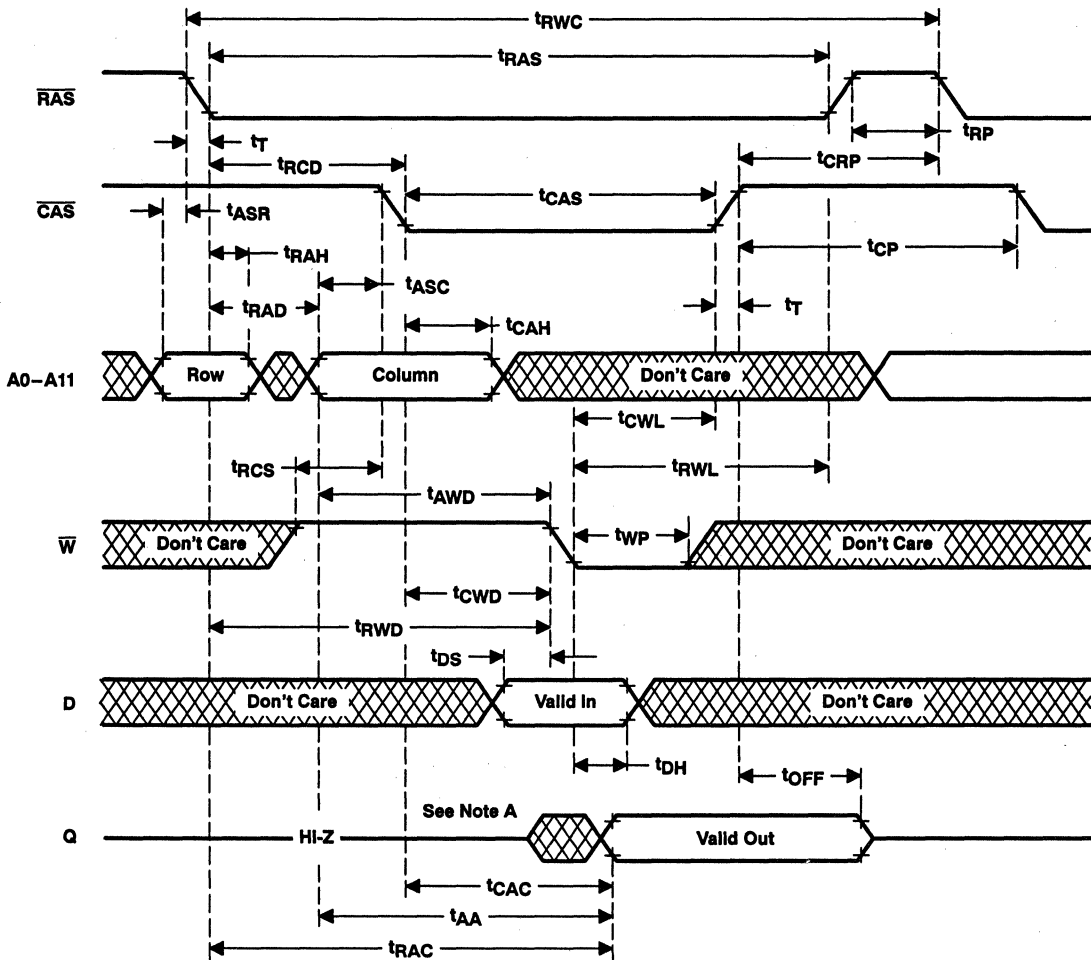 tRWC
tRAS
RAS
tT
tRP
tRCD
tCRP
CAS
tASR
tCAS
tRAH
tCP
tASC
tRAD
tT
tCAH
A0–A11
Row
Column
Don't Care
tCWL
tRCS
tRWL
tAWD
W
Don't Care
tWP
Don't Care
tCWD
tRWD
tDS
D
Don't Care
Valid In
Don't Care
tDH
tOFF
See Note A
Q
HI-Z
Valid Out
tCAC
tAA
tRAC